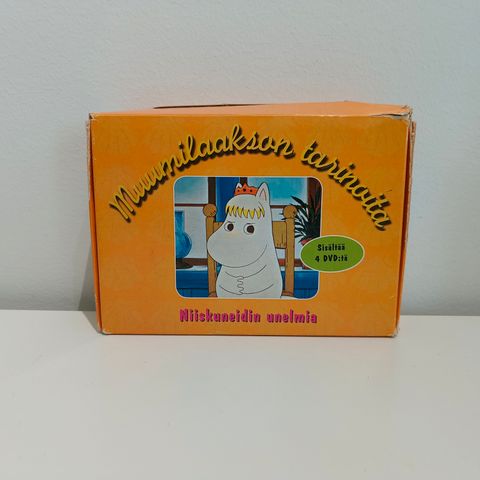 Muumilaakson tarinoita
Sisältää
4 DVD:tä
Niiskuneidin unelmia